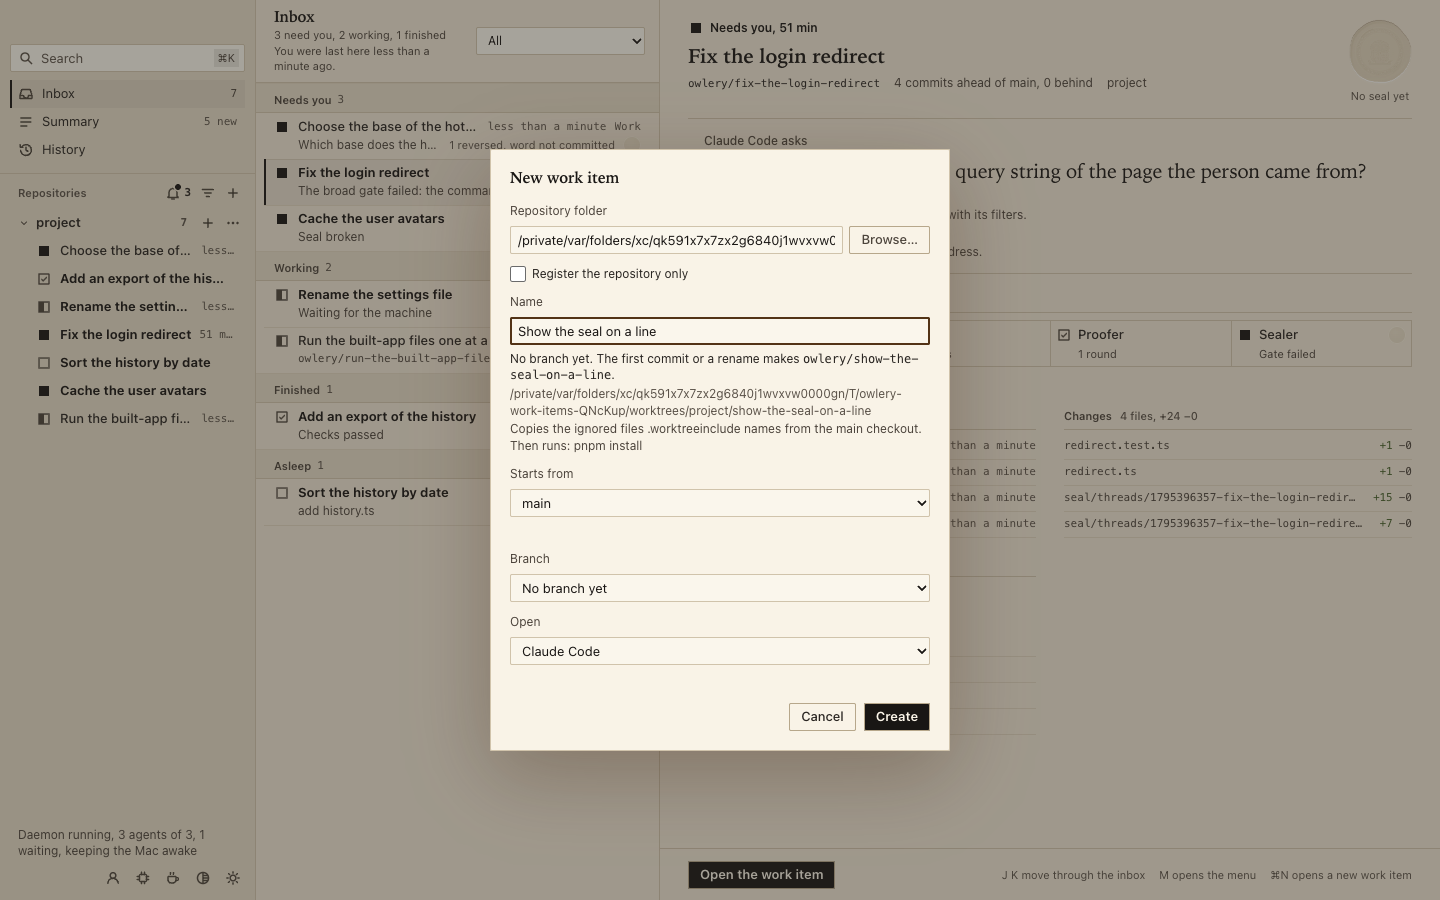 Search ⌘K
Inbox 7
Summary 5 new
History
Repositories 3
project 7
Choose the base of... less...
Add an export of the his...
Rename the settin... less...
Fix the login redirect 51 m...
Sort the history by date
Cache the user avatars
Run the built-app fi... less...
Daemon running, 3 agents of 3, 1
waiting, keeping the Mac awake
Inbox
3 need you, 2 working, 1 finished
You were last here less than a
minute ago.
All
Needs you 3
Choose the base of the hot... less than a minute Work
Which base does the h... 1 reversed, word not committed
Fix the login redirect
The broad gate failed: the comma
Cache the user avatars
Seal broken
Working 2
Rename the settings file
Waiting for the machine
Run the built-app files one at a
owlery/run-the-built-app-file
Finished 1
Add an export of the history
Checks passed
Asleep 1
Sort the history by date
add history.ts
Needs you, 51 min
Fix the login redirect
owlery/fix-the-login-redirect 4 commits ahead of main, 0 behind project
No seal yet
Claude Code asks
query string of the page the person came from?
with its filters.
dress.
Proofer
1 round
Sealer
Gate failed
Changes 4 files, +24 −0
than a minute
than a minute
than a minute
than a minute
redirect.test.ts +1 −0
redirect.ts +1 −0
seal/threads/1795396357-fix-the-login-redir... +15 −0
seal/threads/1795396357-fix-the-login-redire... +7 −0
Open the work item
J K move through the inbox M opens the menu ⌘N opens a new work item
New work item
Repository folder
/private/var/folders/xc/qk591x7x7zx2g6840j1wvxvw0
Browse...
Register the repository only
Name
Show the seal on a line
No branch yet. The first commit or a rename makes owlery/show-the-
seal-on-a-line.
/private/var/folders/xc/qk591x7x7zx2g6840j1wvxvw0000gn/T/owlery-
work-items-QNcKup/worktrees/project/show-the-seal-on-a-line
Copies the ignored files .worktreeinclude names from the main checkout.
Then runs: pnpm install
Starts from
main
Branch
No branch yet
Open
Claude Code
Cancel
Create